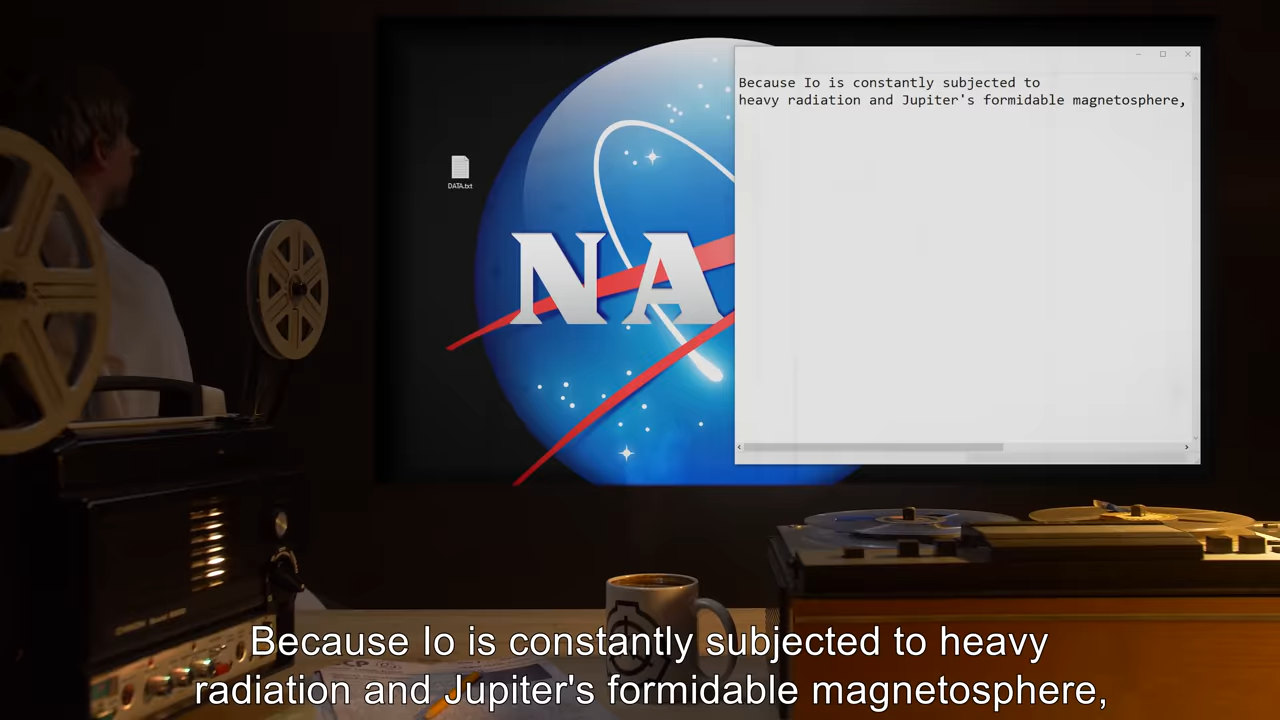 Because Io is constantly subjected to
heavy radiation and Jupiter's formidable magnetosphere,
DATA.txt
NA
Because Io is constantly subjected to heavy
radiation and Jupiter's formidable magnetosphere,